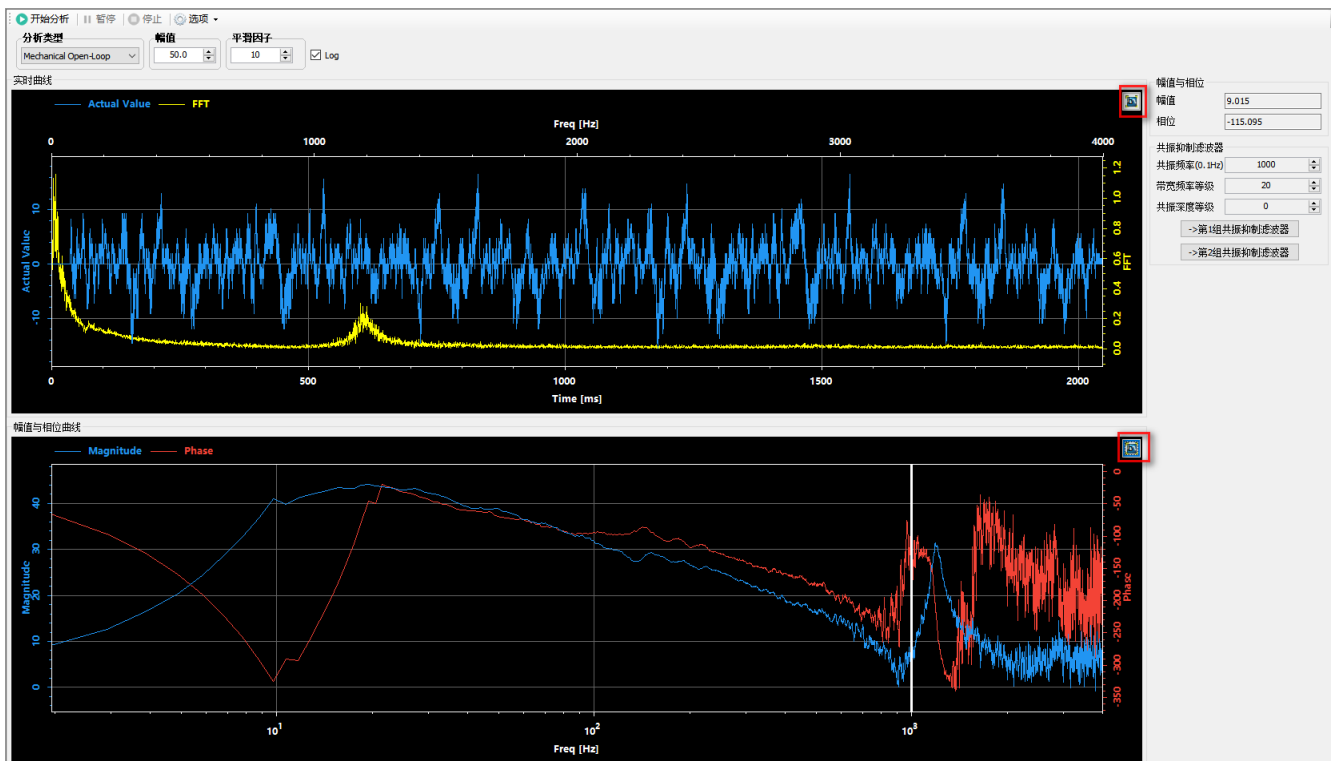 开始分析 暂停 停止 选项
分析类型 幅值 平滑因子
Mechanical Open-Loop 50.0 10 Log
实时曲线
Actual Value FFT
Freq [Hz]
0 1000 2000 3000 4000
10
0
-10
Actual Value
1.2
1.0
0.8
0.6
0.4
0.2
0.0
FFT
0 500 1000 1500 2000
Time [ms]
幅值与相位曲线
Magnitude Phase
40
30
20
10
0
Magnitude
0
-50
-100
-150
-200
-250
-300
-350
Phase
10¹ 10² 10³
Freq [Hz]
幅值与相位
幅值 9.015
相位 -115.095
共振抑制滤波器
共振频率(0.1Hz) 1000
带宽频率等级 20
共振深度等级 0
->第1组共振抑制滤波器
->第2组共振抑制滤波器